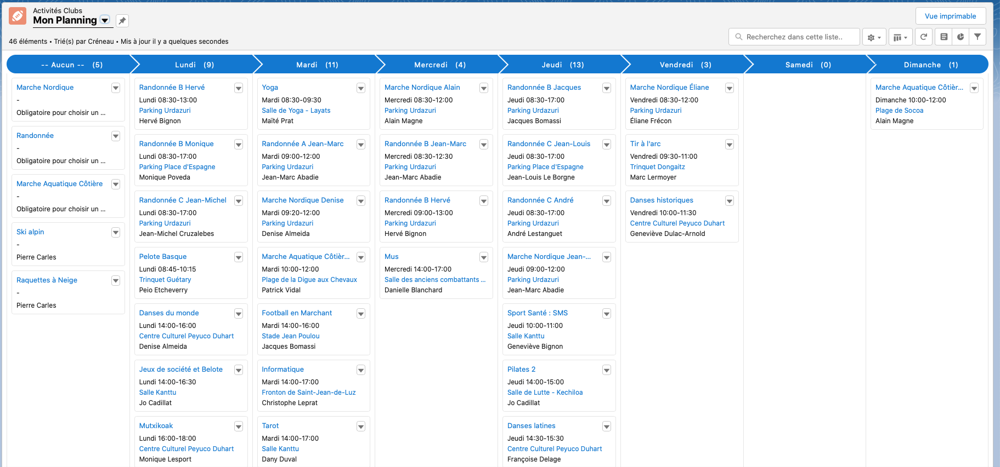 Activités Clubs
Mon Planning
Vue imprimable
46 éléments • Trié(s) par Créneau • Mis à jour il y a quelques secondes
Recherchez dans cette liste..
-- Aucun -- (5)
Marche Nordique
-
Obligatoire pour choisir un ...
Randonnée
-
Obligatoire pour choisir un ...
Marche Aquatique Côtière
-
Obligatoire pour choisir un ...
Ski alpin
-
Pierre Carles
Raquettes à Neige
-
Pierre Carles
Lundi (9)
Randonnée B Hervé
Lundi 08:30-13:00
Parking Urdazuri
Hervé Bignon
Randonnée B Monique
Lundi 08:30-17:00
Parking Place d'Espagne
Monique Poveda
Randonnée C Jean-Michel
Lundi 08:30-17:00
Parking Urdazuri
Jean-Michel Cruzalebes
Pelote Basque
Lundi 08:45-10:15
Trinquet Guétary
Peio Etcheverry
Danses du monde
Lundi 14:00-16:00
Centre Culturel Peyuco Duhart
Denise Almeida
Jeux de société et Belote
Lundi 14:00-16:30
Salle Kanttu
Jo Cadillat
Mutxikoak
Lundi 16:00-18:00
Centre Culturel Peyuco Duhart
Monique Lesport
Mardi (11)
Yoga
Mardi 08:30-09:30
Salle de Yoga - Layats
Maïté Prat
Randonnée A Jean-Marc
Mardi 09:00-12:00
Parking Urdazuri
Jean-Marc Abadie
Marche Nordique Denise
Mardi 09:20-12:00
Parking Urdazuri
Denise Almeida
Marche Aquatique Côtièr...
Mardi 10:00-12:00
Plage de la Digue aux Chevaux
Patrick Vidal
Football en Marchant
Mardi 14:00-16:00
Stade Jean Poulou
Jacques Bomassi
Informatique
Mardi 14:00-17:00
Fronton de Saint-Jean-de-Luz
Christophe Leprat
Tarot
Mardi 14:00-17:00
Salle Kanttu
Dany Duval
Mercredi (4)
Marche Nordique Alain
Mercredi 08:30-12:00
Parking Urdazuri
Alain Magne
Randonnée B Jean-Marc
Mercredi 08:30-12:30
Parking Urdazuri
Jean-Marc Abadie
Randonnée B Hervé
Mercredi 09:00-13:00
Parking Urdazuri
Hervé Bignon
Mus
Mercredi 14:00-17:00
Salle des anciens combattants ...
Danielle Blanchard
Jeudi (13)
Randonnée B Jacques
Jeudi 08:30-17:00
Parking Urdazuri
Jacques Bomassi
Randonnée C Jean-Louis
Jeudi 08:30-17:00
Parking Place d'Espagne
Jean-Louis Le Borgne
Randonnée C André
Jeudi 08:30-17:00
Parking Urdazuri
André Lestanguet
Marche Nordique Jean-...
Jeudi 09:00-12:00
Parking Urdazuri
Jean-Marc Abadie
Sport Santé : SMS
Jeudi 10:00-11:00
Salle Kanttu
Geneviève Bignon
Pilates 2
Jeudi 14:00-15:00
Salle de Lutte - Kechiloa
Jo Cadillat
Danses latines
Jeudi 14:30-15:30
Centre Culturel Peyuco Duhart
Françoise Delage
Vendredi (3)
Marche Nordique Éliane
Vendredi 08:30-12:00
Parking Urdazuri
Éliane Frécon
Tir à l'arc
Vendredi 09:30-11:00
Trinquet Dongaitz
Marc Lermoyer
Danses historiques
Vendredi 10:00-11:30
Centre Culturel Peyuco Duhart
Geneviève Dulac-Arnold
Samedi (0)
Dimanche (1)
Marche Aquatique Côtièr...
Dimanche 10:00-12:00
Plage de Socoa
Alain Magne